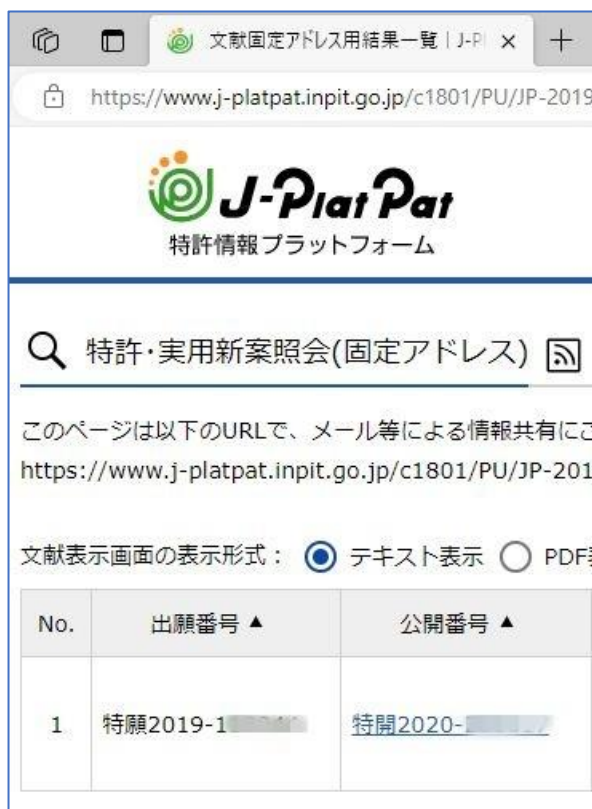 文献固定アドレス用結果一覧 | J-P
https://www.j-platpat.inpit.go.jp/c1801/PU/JP-2019
J-PlatPat
特許情報プラットフォーム
特許・実用新案照会(固定アドレス)
このページは以下のURLで、メール等による情報共有にご
https://www.j-platpat.inpit.go.jp/c1801/PU/JP-201
文献表示画面の表示形式： テキスト表示 PDF
No. 出願番号 ▲ 公開番号 ▲
1 特願2019-1 特開2020-